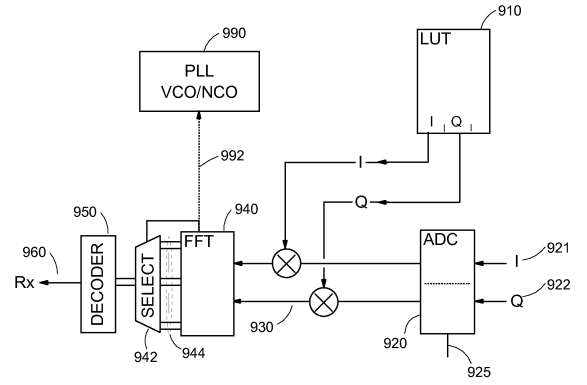 990
910
PLL
VCO/NCO
LUT
I Q
992
I
Q
950
940
960
FFT
ADC
Rx
DECODER
SELECT
I 921
Q 922
930
942
944
920
925